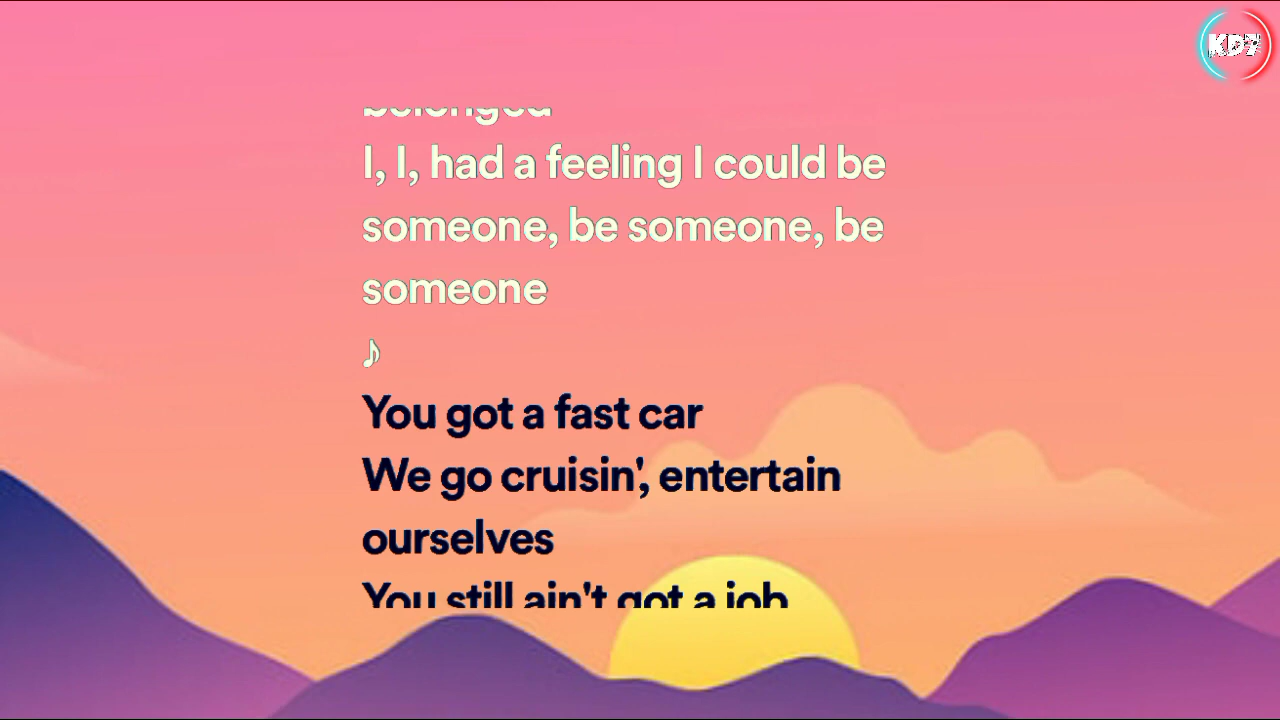 KD7
belonged
I, I, had a feeling I could be
someone, be someone, be
someone
♪
You got a fast car
We go cruisin', entertain
ourselves
You still ain't got a job